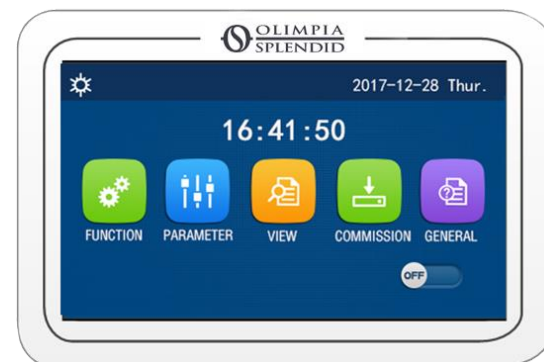 OLIMPIA
SPLENDID
2017-12-28 Thur.
16:41:50
FUNCTION PARAMETER VIEW COMMISSION GENERAL
OFF